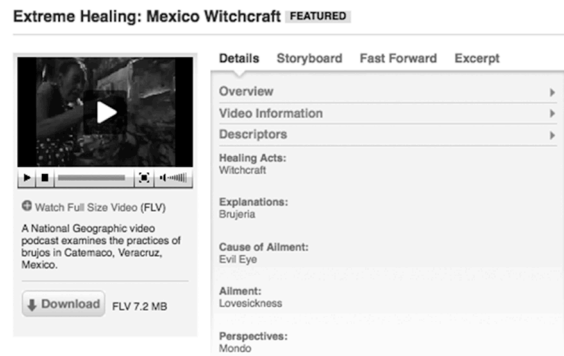 Extreme Healing: Mexico Witchcraft FEATURED
Details Storyboard Fast Forward Excerpt
Overview
Video Information
Descriptors
Healing Acts:
Witchcraft
Explanations:
Brujeria
Cause of Ailment:
Evil Eye
Ailment:
Lovesickness
Perspectives:
Mondo
Watch Full Size Video (FLV)
A National Geographic video
podcast examines the practices of
brujos in Catemaco, Veracruz,
Mexico.
Download FLV 7.2 MB